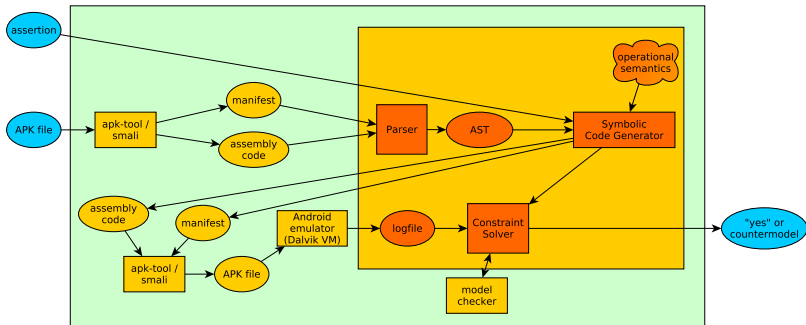 assertion
operational
semantics
manifest
APK file
apk-tool /
smali
Parser
AST
Symbolic
Code Generator
assembly
code
assembly
code
manifest
Android
emulator
(Dalvik VM)
logfile
Constraint
Solver
"yes" or
countermodel
apk-tool /
smali
APK file
model
checker